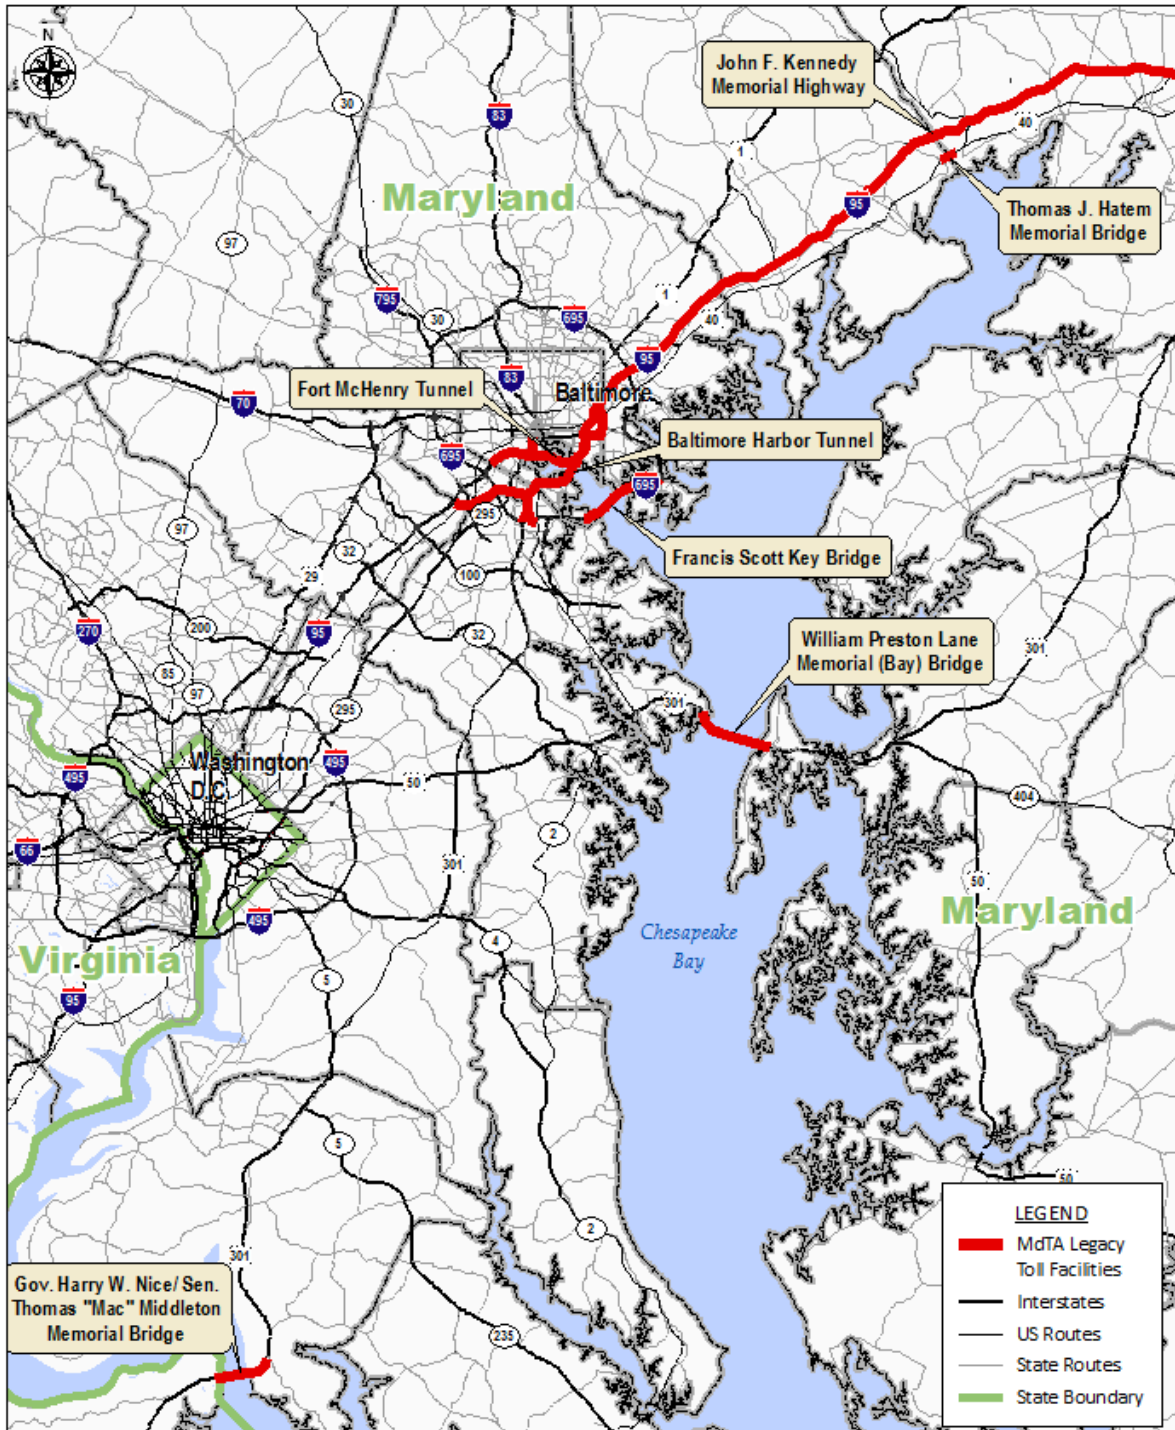 N
John F. Kennedy
Memorial Highway
30
83
1
40
Maryland
95
Thomas J. Hatem
Memorial Bridge
97
795
30
695
1
40
95
83
Fort McHenry Tunnel
Baltimore
70
Baltimore Harbor Tunnel
695
695
295
97
32
Francis Scott Key Bridge
29
100
270
200
95
32
William Preston Lane
Memorial (Bay) Bridge
301
85
97
295
301
Washington
D.C.
495
495
50
404
2
66
301
50
Maryland
495
Chesapeake
Bay
4
Virginia
5
95
5
50
2
301
LEGEND
MdTA Legacy
Toll Facilities
Interstates
US Routes
State Routes
State Boundary
Gov. Harry W. Nice/ Sen.
Thomas "Mac" Middleton
Memorial Bridge
235